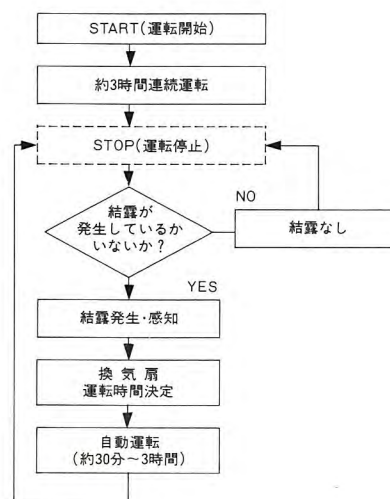 START(運転開始)
約3時間連続運転
STOP(運転停止)
結露が
発生しているか
いないか?
NO
結露なし
YES
結露発生・感知
換気扇
運転時間決定
自動運転
(約30分~3時間)